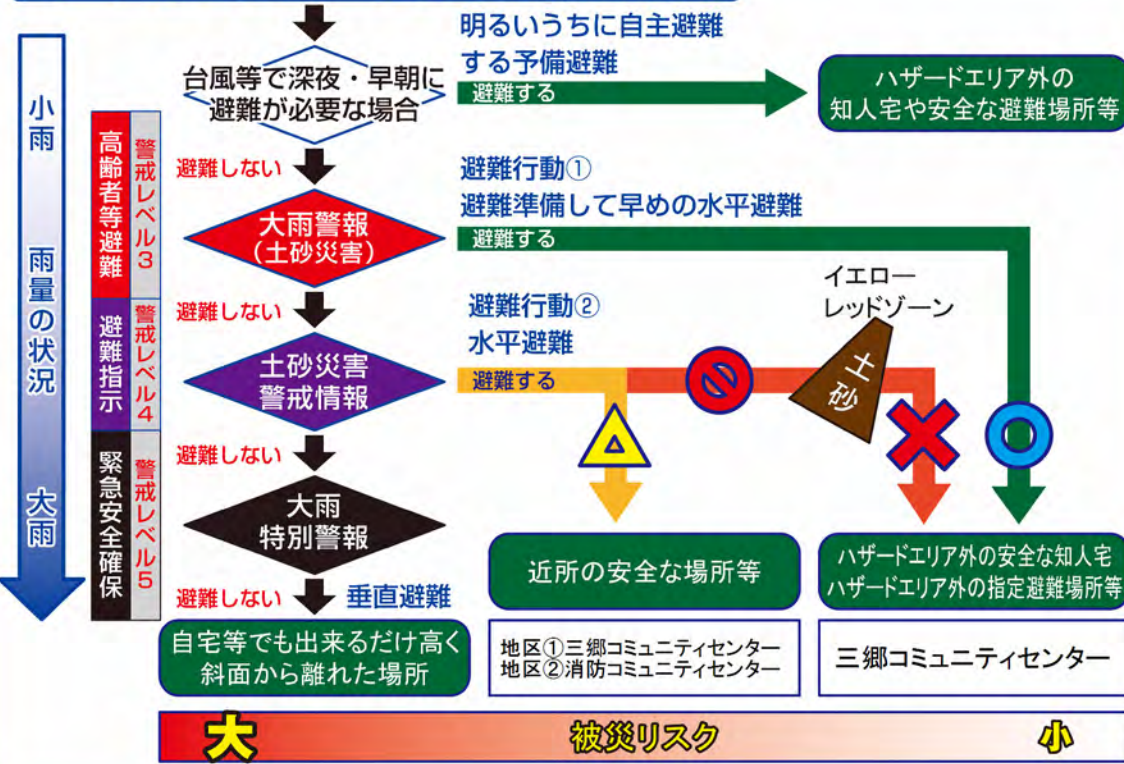 明るいうちに自主避難
する予備避難
台風等で深夜・早朝に
避難が必要な場合
避難する
ハザードエリア外の
知人宅や安全な避難場所等
小雨
雨量の状況
大雨
高齢者等避難
警戒レベル3
避難しない
避難行動①
避難準備して早めの水平避難
大雨警報
(土砂災害)
避難する
イエロー
レッドゾーン
避難指示
警戒レベル4
避難しない
避難行動②
水平避難
土砂災害
警戒情報
避難する
土砂
緊急安全確保
警戒レベル5
避難しない
大雨
特別警報
避難しない
垂直避難
自宅等でも出来るだけ高く
斜面から離れた場所
近所の安全な場所等
地区①三郷コミュニティセンター
地区②消防コミュニティセンター
ハザードエリア外の安全な知人宅
ハザードエリア外の指定避難場所等
三郷コミュニティセンター
大
被災リスク
小